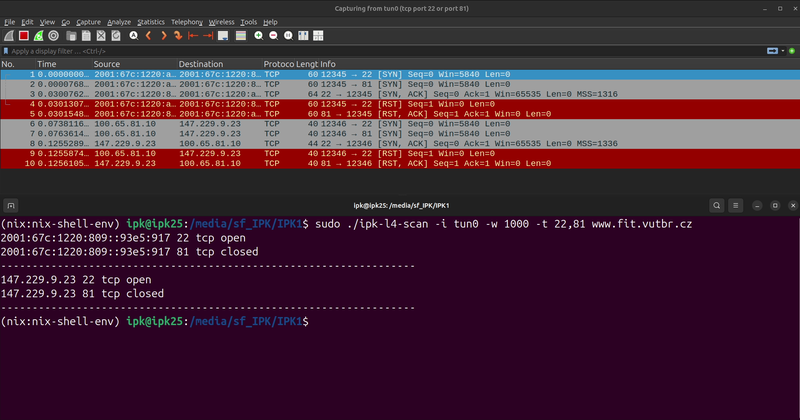 Capturing from tun0 (tcp port 22 or port 81)
File Edit View Go Capture Analyze Statistics Telephony Wireless Tools Help
Apply a display filter ... <Ctrl-/>
No. Time Source Destination Protoco Lengt Info
1 0.0000000… 2001:67c:1220:a… 2001:67c:1220:8… TCP 60 12345 → 22 [SYN] Seq=0 Win=5840 Len=0
2 0.0000768… 2001:67c:1220:a… 2001:67c:1220:8… TCP 60 12345 → 81 [SYN] Seq=0 Win=5840 Len=0
3 0.0300762… 2001:67c:1220:8… 2001:67c:1220:a… TCP 64 22 → 12345 [SYN, ACK] Seq=0 Ack=1 Win=65535 Len=0 MSS=1316
4 0.0301307… 2001:67c:1220:a… 2001:67c:1220:8… TCP 60 12345 → 22 [RST] Seq=1 Win=0 Len=0
5 0.0301548… 2001:67c:1220:8… 2001:67c:1220:a… TCP 60 81 → 12345 [RST, ACK] Seq=1 Ack=1 Win=0 Len=0
6 0.0738116… 100.65.81.10 147.229.9.23 TCP 40 12346 → 22 [SYN] Seq=0 Win=5840 Len=0
7 0.0763614… 100.65.81.10 147.229.9.23 TCP 40 12346 → 81 [SYN] Seq=0 Win=5840 Len=0
8 0.1255289… 147.229.9.23 100.65.81.10 TCP 44 22 → 12346 [SYN, ACK] Seq=0 Ack=1 Win=65535 Len=0 MSS=1336
9 0.1255874… 100.65.81.10 147.229.9.23 TCP 40 12346 → 22 [RST] Seq=1 Win=0 Len=0
10 0.1256105… 147.229.9.23 100.65.81.10 TCP 40 81 → 12346 [RST, ACK] Seq=1 Ack=1 Win=0 Len=0
ipk@ipk25: /media/sf_IPK/IPK1
(nix:nix-shell-env) ipk@ipk25:/media/sf_IPK/IPK1$ sudo ./ipk-l4-scan -i tun0 -w 1000 -t 22,81 www.fit.vutbr.cz
2001:67c:1220:809::93e5:917 22 tcp open
2001:67c:1220:809::93e5:917 81 tcp closed
------------------------------------------------------------
147.229.9.23 22 tcp open
147.229.9.23 81 tcp closed
------------------------------------------------------------
(nix:nix-shell-env) ipk@ipk25:/media/sf_IPK/IPK1$